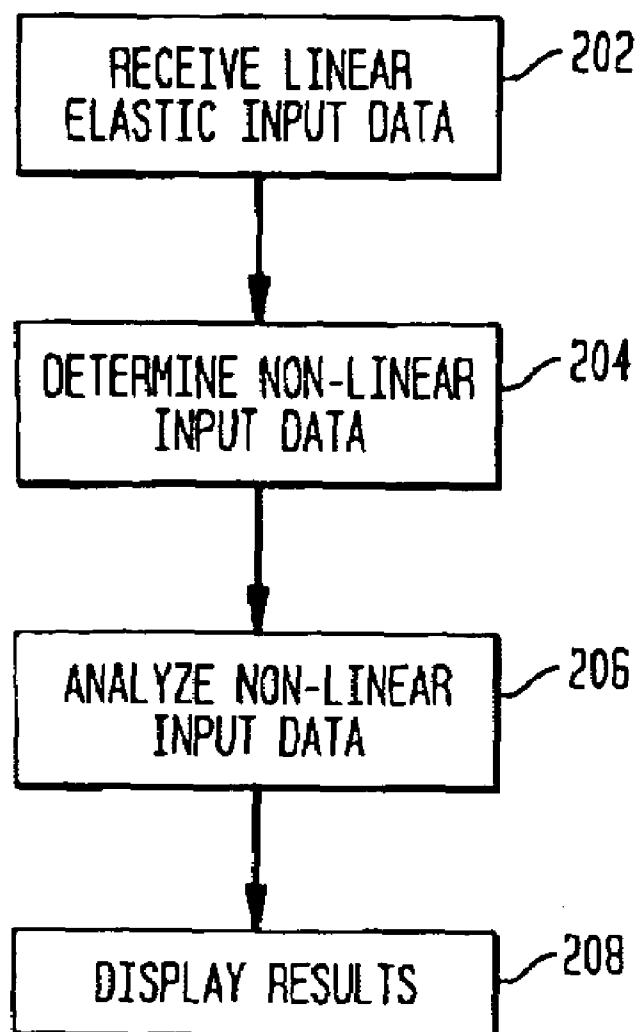 RECEIVE LINEAR
ELASTIC INPUT DATA
202
DETERMINE NON-LINEAR
INPUT DATA
204
ANALYZE NON-LINEAR
INPUT DATA
206
DISPLAY RESULTS
208